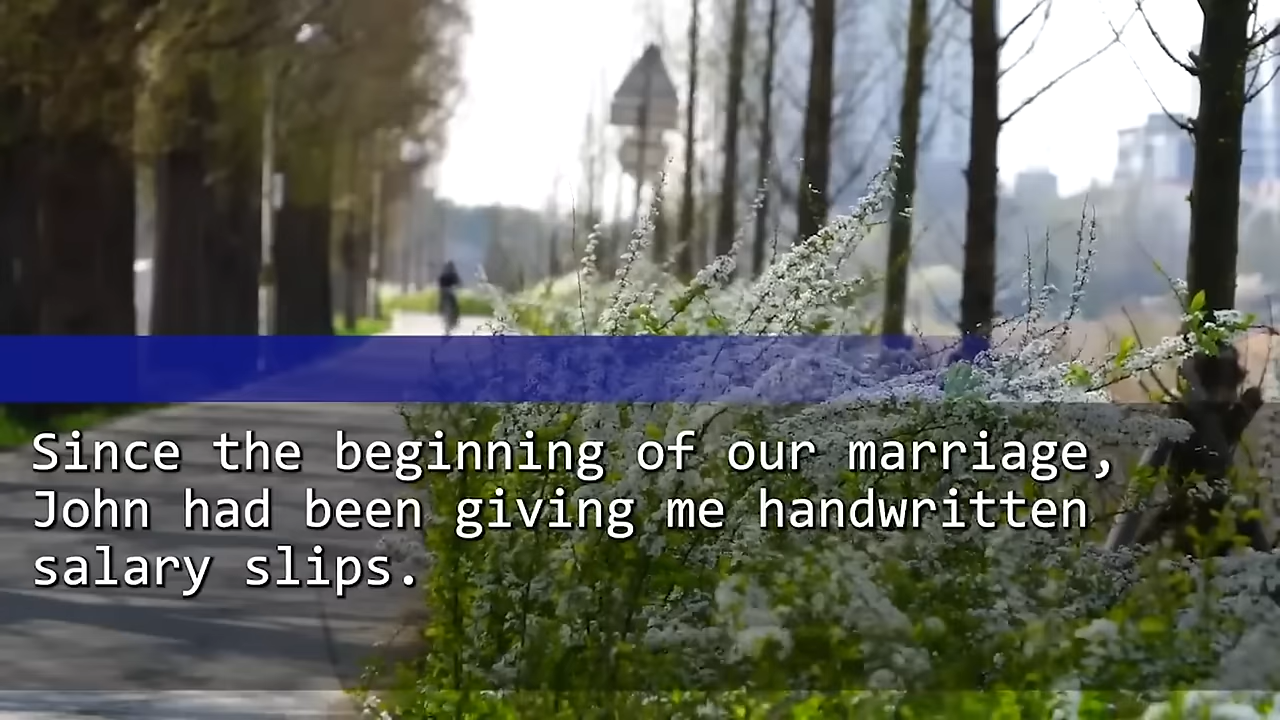 Since the beginning of our marriage,
John had been giving me handwritten
salary slips.